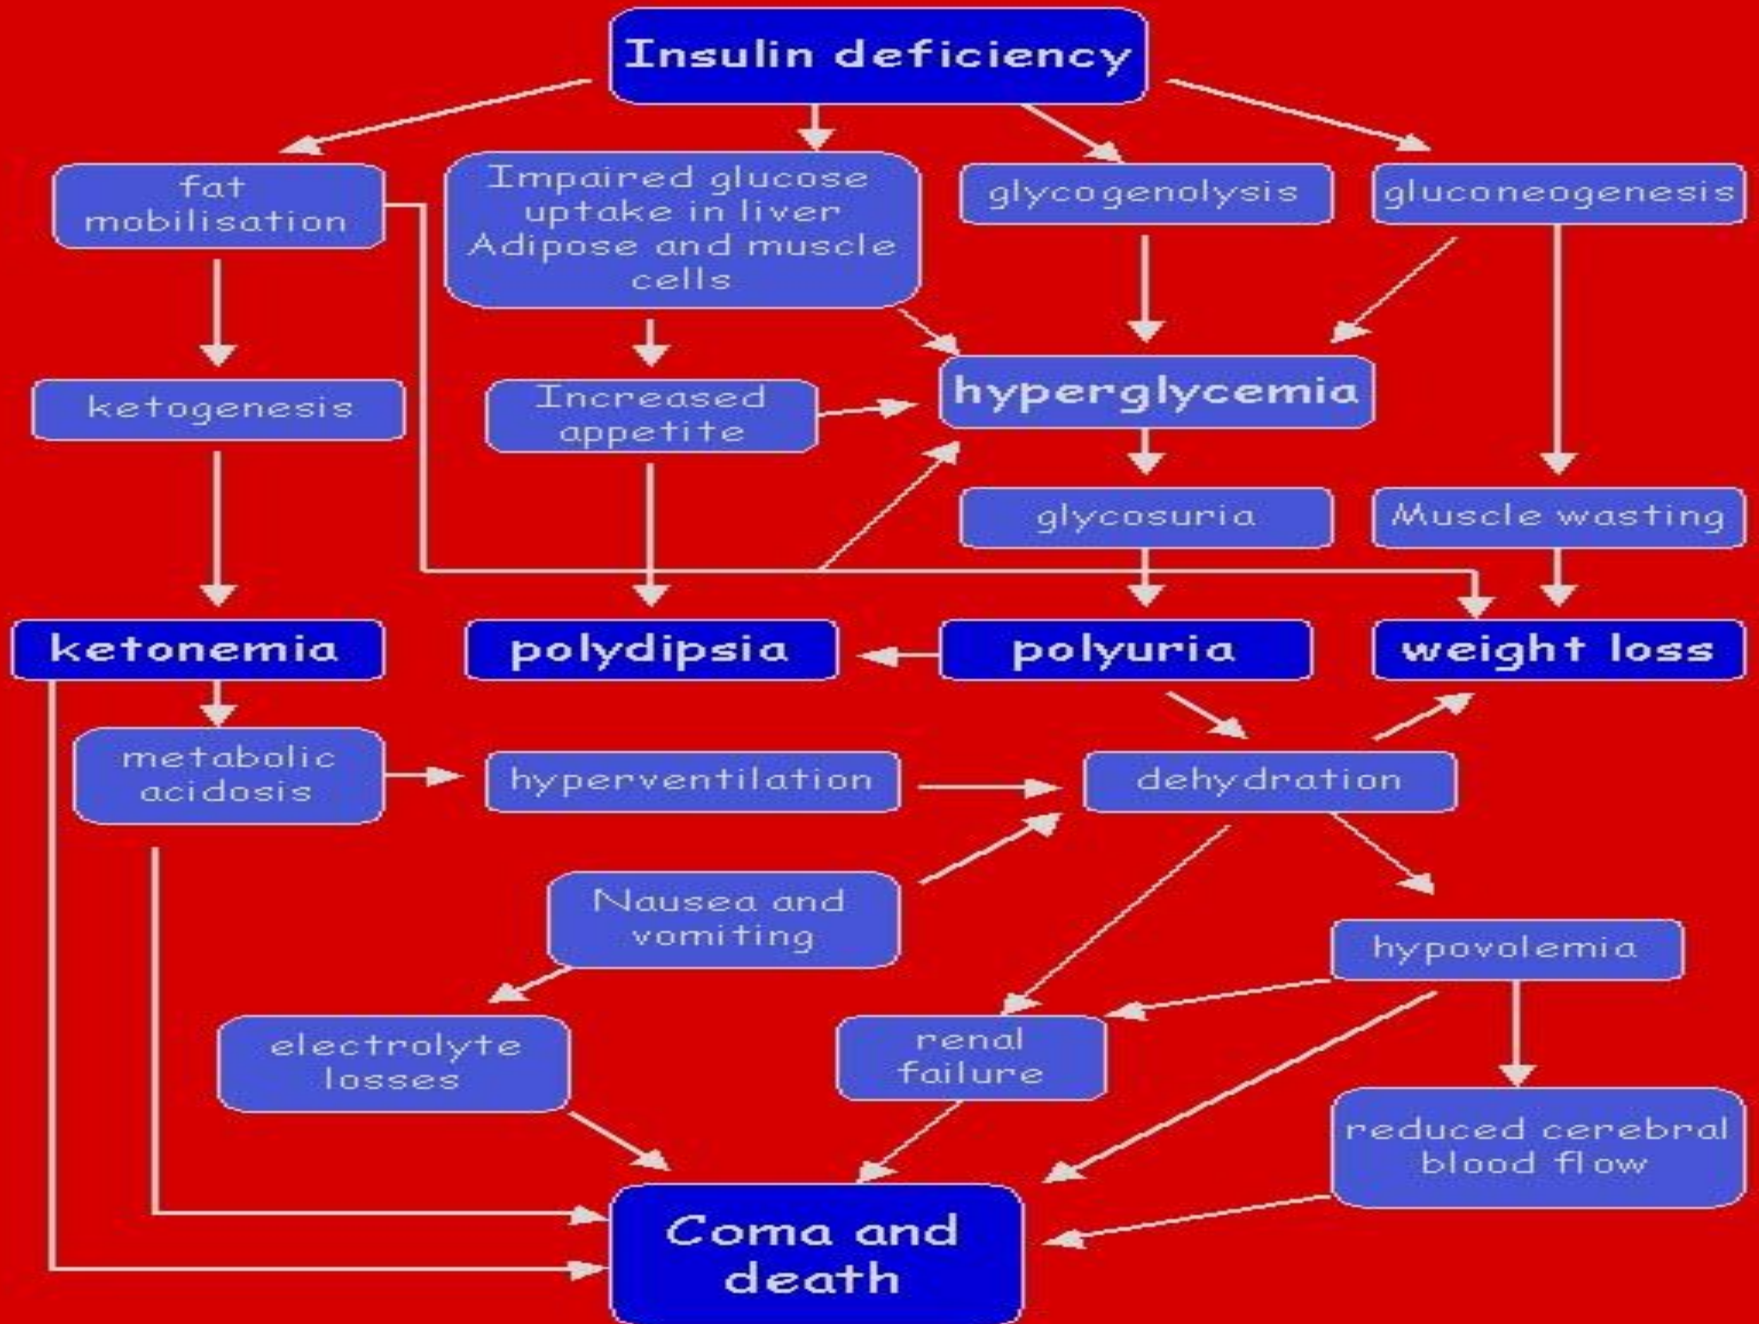 Insulin deficiency
fat
mobilisation
Impaired glucose
uptake in liver
Adipose and muscle
cells
glycogenolysis
gluconeogenesis
ketogenesis
Increased
appetite
hyperglycemia
glycosuria
Muscle wasting
ketonemia
polydipsia
polyuria
weight loss
metabolic
acidosis
hyperventilation
dehydration
Nausea and
vomiting
hypovolemia
electrolyte
losses
renal
failure
reduced cerebral
blood flow
Coma and
death